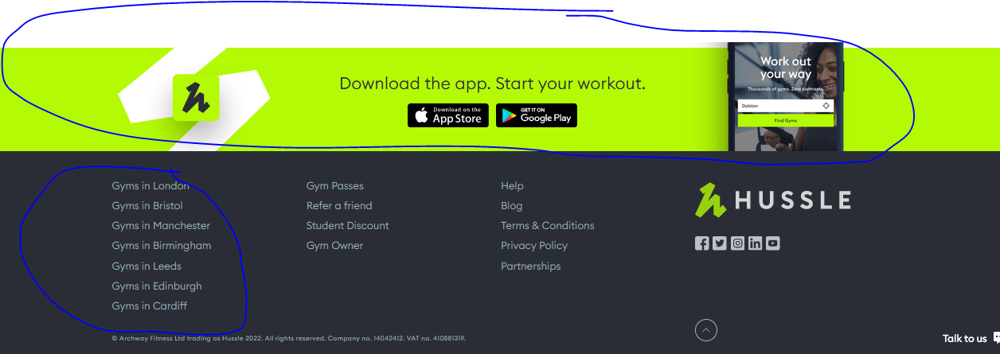 Download the app. Start your workout.
Download on the
App Store
GET IT ON
Google Play
Work out
your way
Thousands of gyms. Zero contracts.
Dalston
Find Gyms
Gyms in London
Gyms in Bristol
Gyms in Manchester
Gyms in Birmingham
Gyms in Leeds
Gyms in Edinburgh
Gyms in Cardiff
Gym Passes
Refer a friend
Student Discount
Gym Owner
Help
Blog
Terms & Conditions
Privacy Policy
Partnerships
HUSSLE
© Archway Fitness Ltd trading as Hussle 2022. All rights reserved. Company no. 14042412. VAT no. 410881319.
Talk to us